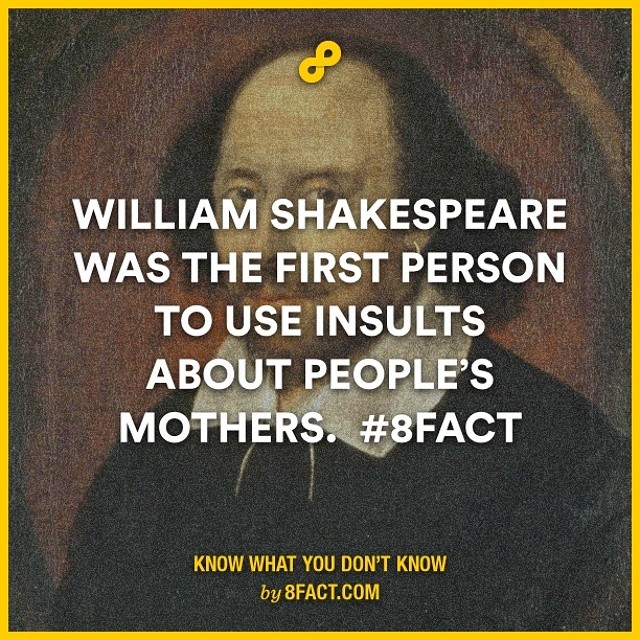 WILLIAM SHAKESPEARE
WAS THE FIRST PERSON
TO USE INSULTS
ABOUT PEOPLE'S
MOTHERS. #8FACT
KNOW WHAT YOU DON'T KNOW
by 8FACT.COM